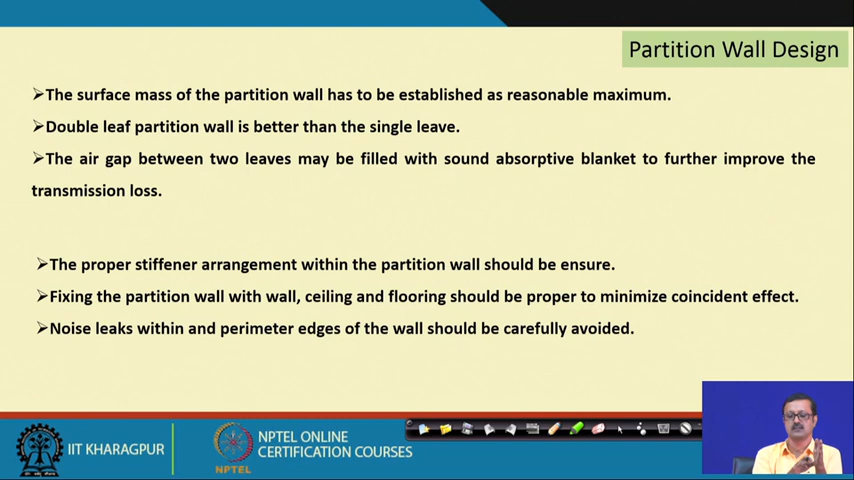 Partition Wall Design
➢The surface mass of the partition wall has to be established as reasonable maximum.
➢Double leaf partition wall is better than the single leave.
➢The air gap between two leaves may be filled with sound absorptive blanket to further improve the
transmission loss.
➢The proper stiffener arrangement within the partition wall should be ensure.
➢Fixing the partition wall with wall, ceiling and flooring should be proper to minimize coincident effect.
➢Noise leaks within and perimeter edges of the wall should be carefully avoided.
IIT KHARAGPUR
NPTEL
NPTEL ONLINE
CERTIFICATION COURSES